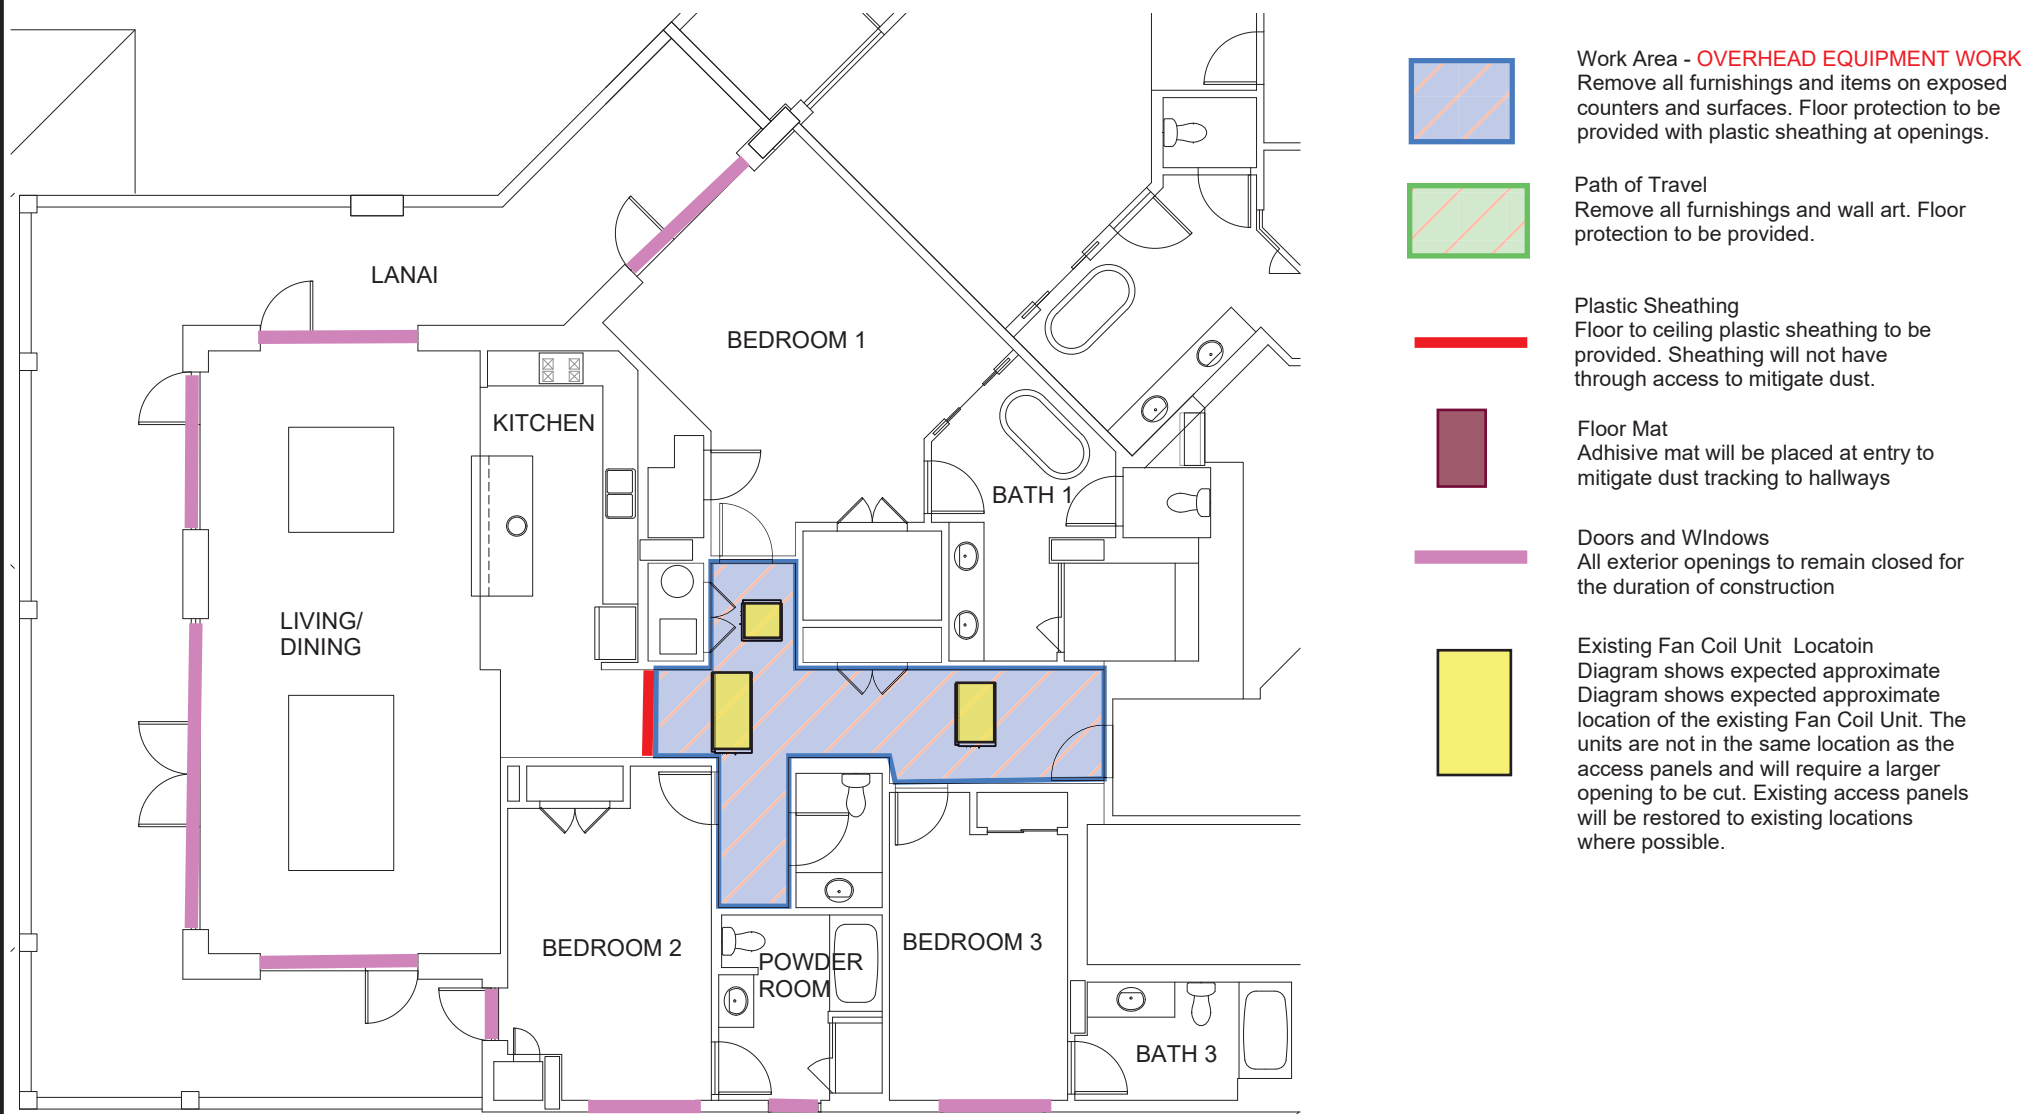 LANAI
BEDROOM 1
KITCHEN
BATH 1
LIVING/
DINING
BEDROOM 2
POWDER
ROOM
BEDROOM 3
BATH 3
Work Area - OVERHEAD EQUIPMENT WORK
Remove all furnishings and items on exposed
counters and surfaces. Floor protection to be
provided with plastic sheathing at openings.
Path of Travel
Remove all furnishings and wall art. Floor
protection to be provided.
Plastic Sheathing
Floor to ceiling plastic sheathing to be
provided. Sheathing will not have
through access to mitigate dust.
Floor Mat
Adhisive mat will be placed at entry to
mitigate dust tracking to hallways
Doors and WIndows
All exterior openings to remain closed for
the duration of construction
Existing Fan Coil Unit  Locatoin
Diagram shows expected approximate
Diagram shows expected approximate
location of the existing Fan Coil Unit. The
units are not in the same location as the
access panels and will require a larger
opening to be cut. Existing access panels
will be restored to existing locations
where possible.